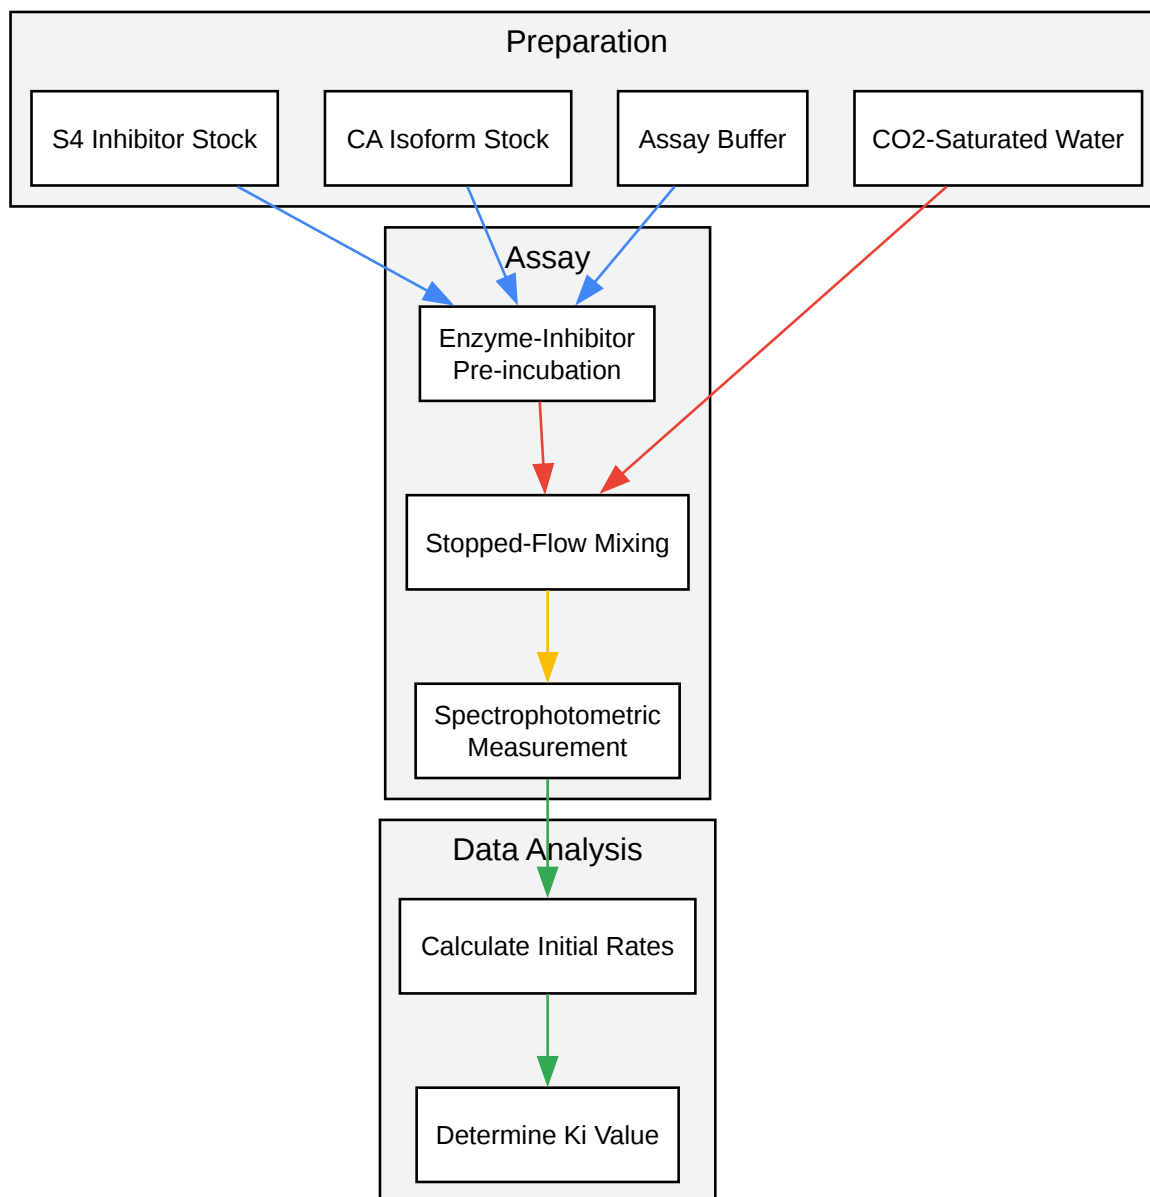 Preparation
S4 Inhibitor Stock
CA Isoform Stock
Assay Buffer
CO2-Saturated Water
Assay
Enzyme-Inhibitor
Pre-incubation
Stopped-Flow Mixing
Spectrophotometric
Measurement
Data Analysis
Calculate Initial Rates
Determine Ki Value